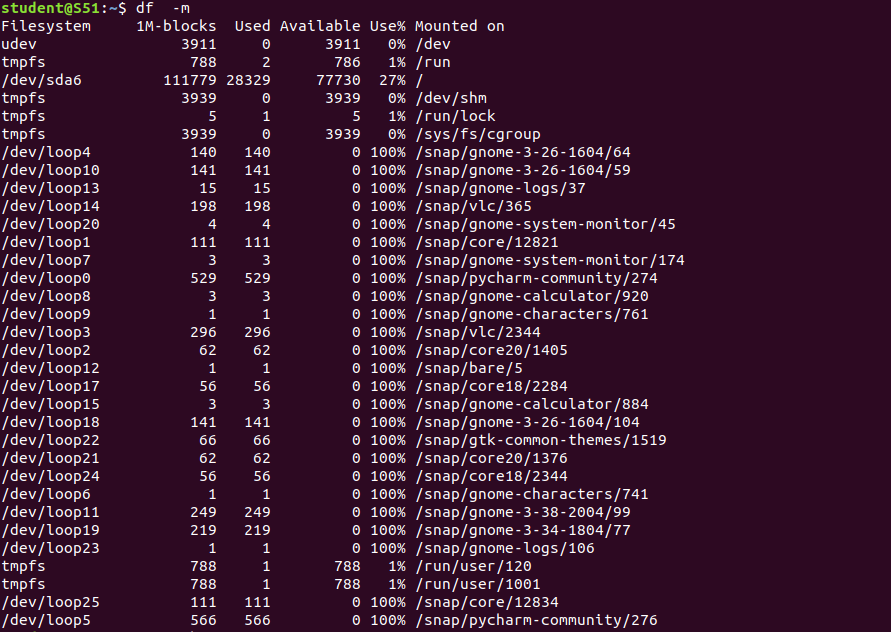 student@S51:~$ df  -m
Filesystem     1M-blocks  Used Available Use% Mounted on
udev                3911     0      3911   0% /dev
tmpfs                788     2       786   1% /run
/dev/sda6         111779 28329     77730  27% /
tmpfs               3939     0      3939   0% /dev/shm
tmpfs                  5     1         5   1% /run/lock
tmpfs               3939     0      3939   0% /sys/fs/cgroup
/dev/loop4           140   140         0 100% /snap/gnome-3-26-1604/64
/dev/loop10          141   141         0 100% /snap/gnome-3-26-1604/59
/dev/loop13           15    15         0 100% /snap/gnome-logs/37
/dev/loop14          198   198         0 100% /snap/vlc/365
/dev/loop20            4     4         0 100% /snap/gnome-system-monitor/45
/dev/loop1           111   111         0 100% /snap/core/12821
/dev/loop7             3     3         0 100% /snap/gnome-system-monitor/174
/dev/loop0           529   529         0 100% /snap/pycharm-community/274
/dev/loop8             3     3         0 100% /snap/gnome-calculator/920
/dev/loop9             1     1         0 100% /snap/gnome-characters/761
/dev/loop3           296   296         0 100% /snap/vlc/2344
/dev/loop2            62    62         0 100% /snap/core20/1405
/dev/loop12            1     1         0 100% /snap/bare/5
/dev/loop17           56    56         0 100% /snap/core18/2284
/dev/loop15            3     3         0 100% /snap/gnome-calculator/884
/dev/loop18          141   141         0 100% /snap/gnome-3-26-1604/104
/dev/loop22           66    66         0 100% /snap/gtk-common-themes/1519
/dev/loop21           62    62         0 100% /snap/core20/1376
/dev/loop24           56    56         0 100% /snap/core18/2344
/dev/loop6             1     1         0 100% /snap/gnome-characters/741
/dev/loop11          249   249         0 100% /snap/gnome-3-38-2004/99
/dev/loop19          219   219         0 100% /snap/gnome-3-34-1804/77
/dev/loop23            1     1         0 100% /snap/gnome-logs/106
tmpfs                788     1       788   1% /run/user/120
tmpfs                788     1       788   1% /run/user/1001
/dev/loop25          111   111         0 100% /snap/core/12834
/dev/loop5           566   566         0 100% /snap/pycharm-community/276